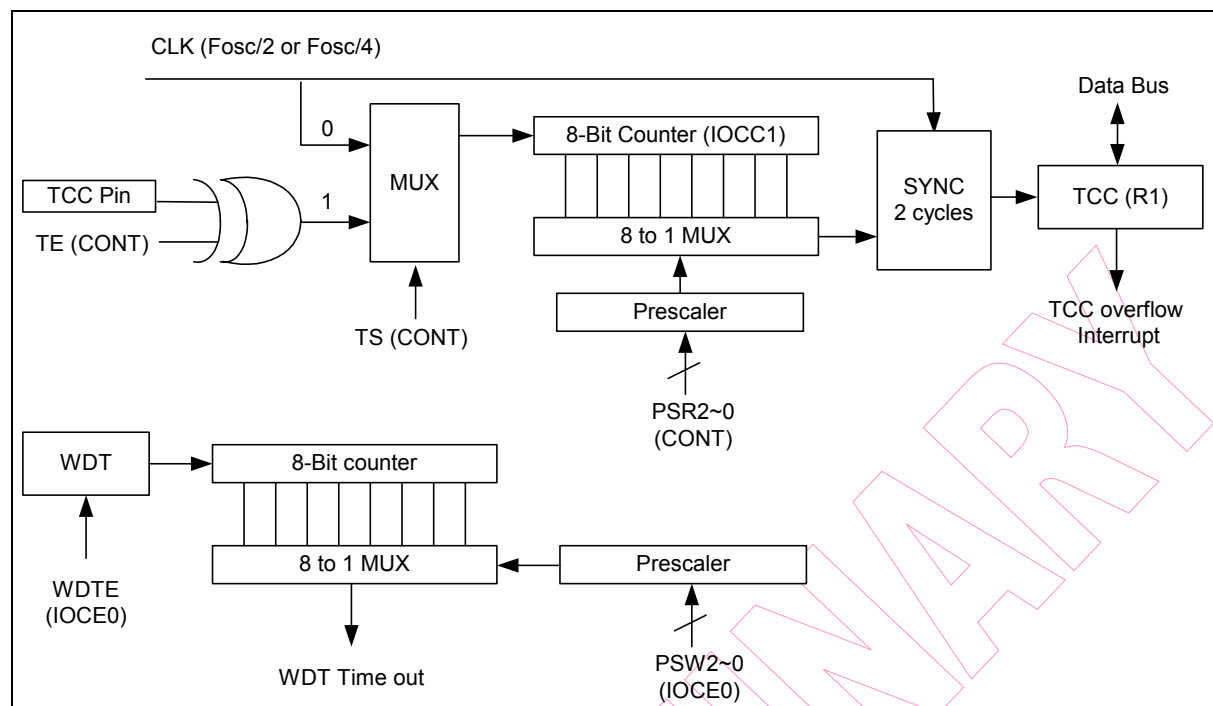 CLK (Fosc/2 or Fosc/4)
Data Bus
0
8-Bit Counter (IOCC1)
MUX
SYNC
2 cycles
TCC (R1)
TCC Pin
1
TE (CONT)
8 to 1 MUX
TS (CONT)
Prescaler
TCC overflow
Interrupt
PSR2~0
(CONT)
WDT
8-Bit counter
8 to 1 MUX
Prescaler
WDTE
(IOCE0)
WDT Time out
PSW2~0
(IOCE0)